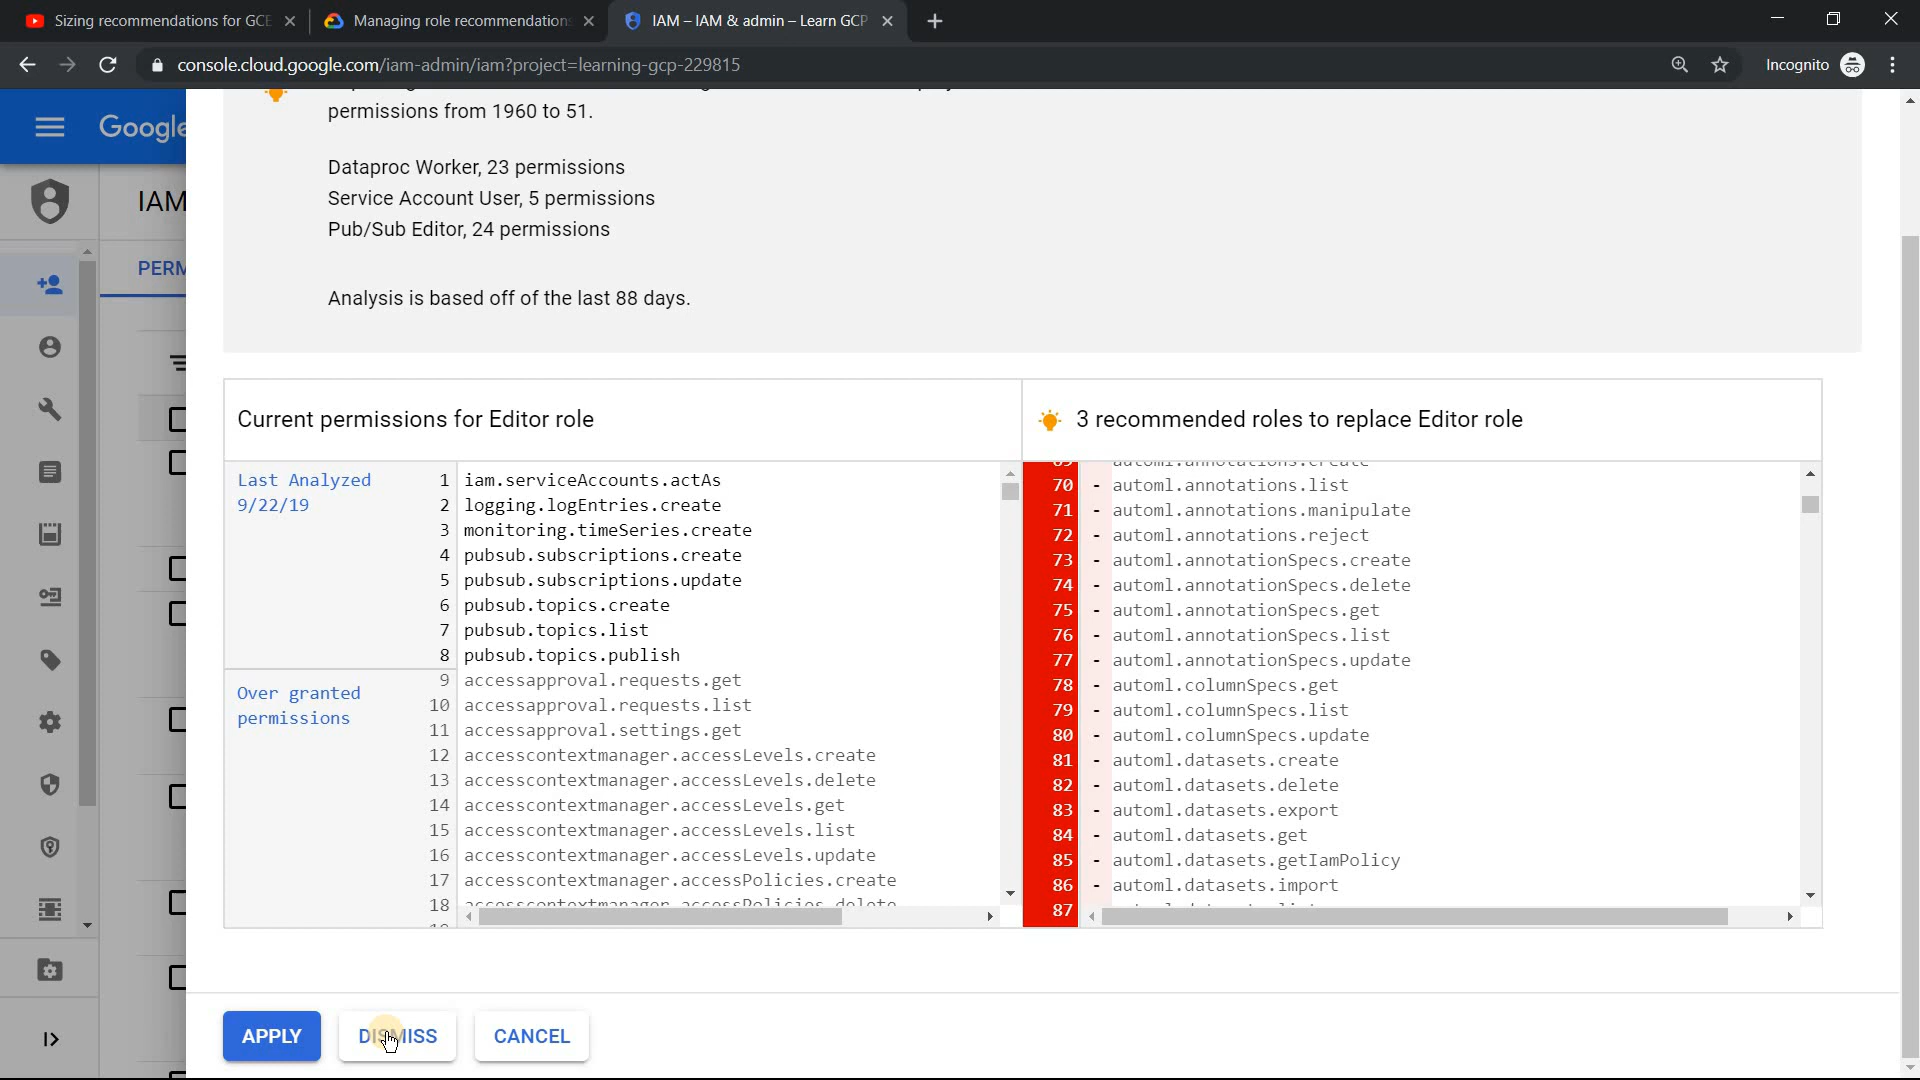 Sizing recommendations for GCE
Managing role recommendations
IAM – IAM & admin – Learn GCP
console.cloud.google.com/iam-admin/iam?project=learning-gcp-229815
Incognito
Google
IAM
PERM
permissions from 1960 to 51.
Dataproc Worker, 23 permissions
Service Account User, 5 permissions
Pub/Sub Editor, 24 permissions
Analysis is based off of the last 88 days.
Current permissions for Editor role
3 recommended roles to replace Editor role
Last Analyzed
9/22/19
Over granted
permissions
1 iam.serviceAccounts.actAs
2 logging.logEntries.create
3 monitoring.timeSeries.create
4 pubsub.subscriptions.create
5 pubsub.subscriptions.update
6 pubsub.topics.create
7 pubsub.topics.list
8 pubsub.topics.publish
9 accessapproval.requests.get
10 accessapproval.requests.list
11 accessapproval.settings.get
12 accesscontextmanager.accessLevels.create
13 accesscontextmanager.accessLevels.delete
14 accesscontextmanager.accessLevels.get
15 accesscontextmanager.accessLevels.list
16 accesscontextmanager.accessLevels.update
17 accesscontextmanager.accessPolicies.create
18 accesscontextmanager.accessPolicies.delete
69 automl.annotations.create
70 - automl.annotations.list
71 - automl.annotations.manipulate
72 - automl.annotations.reject
73 - automl.annotationSpecs.create
74 - automl.annotationSpecs.delete
75 - automl.annotationSpecs.get
76 - automl.annotationSpecs.list
77 - automl.annotationSpecs.update
78 - automl.columnSpecs.get
79 - automl.columnSpecs.list
80 - automl.columnSpecs.update
81 - automl.datasets.create
82 - automl.datasets.delete
83 - automl.datasets.export
84 - automl.datasets.get
85 - automl.datasets.getIamPolicy
86 - automl.datasets.import
87
APPLY
DISMISS
CANCEL